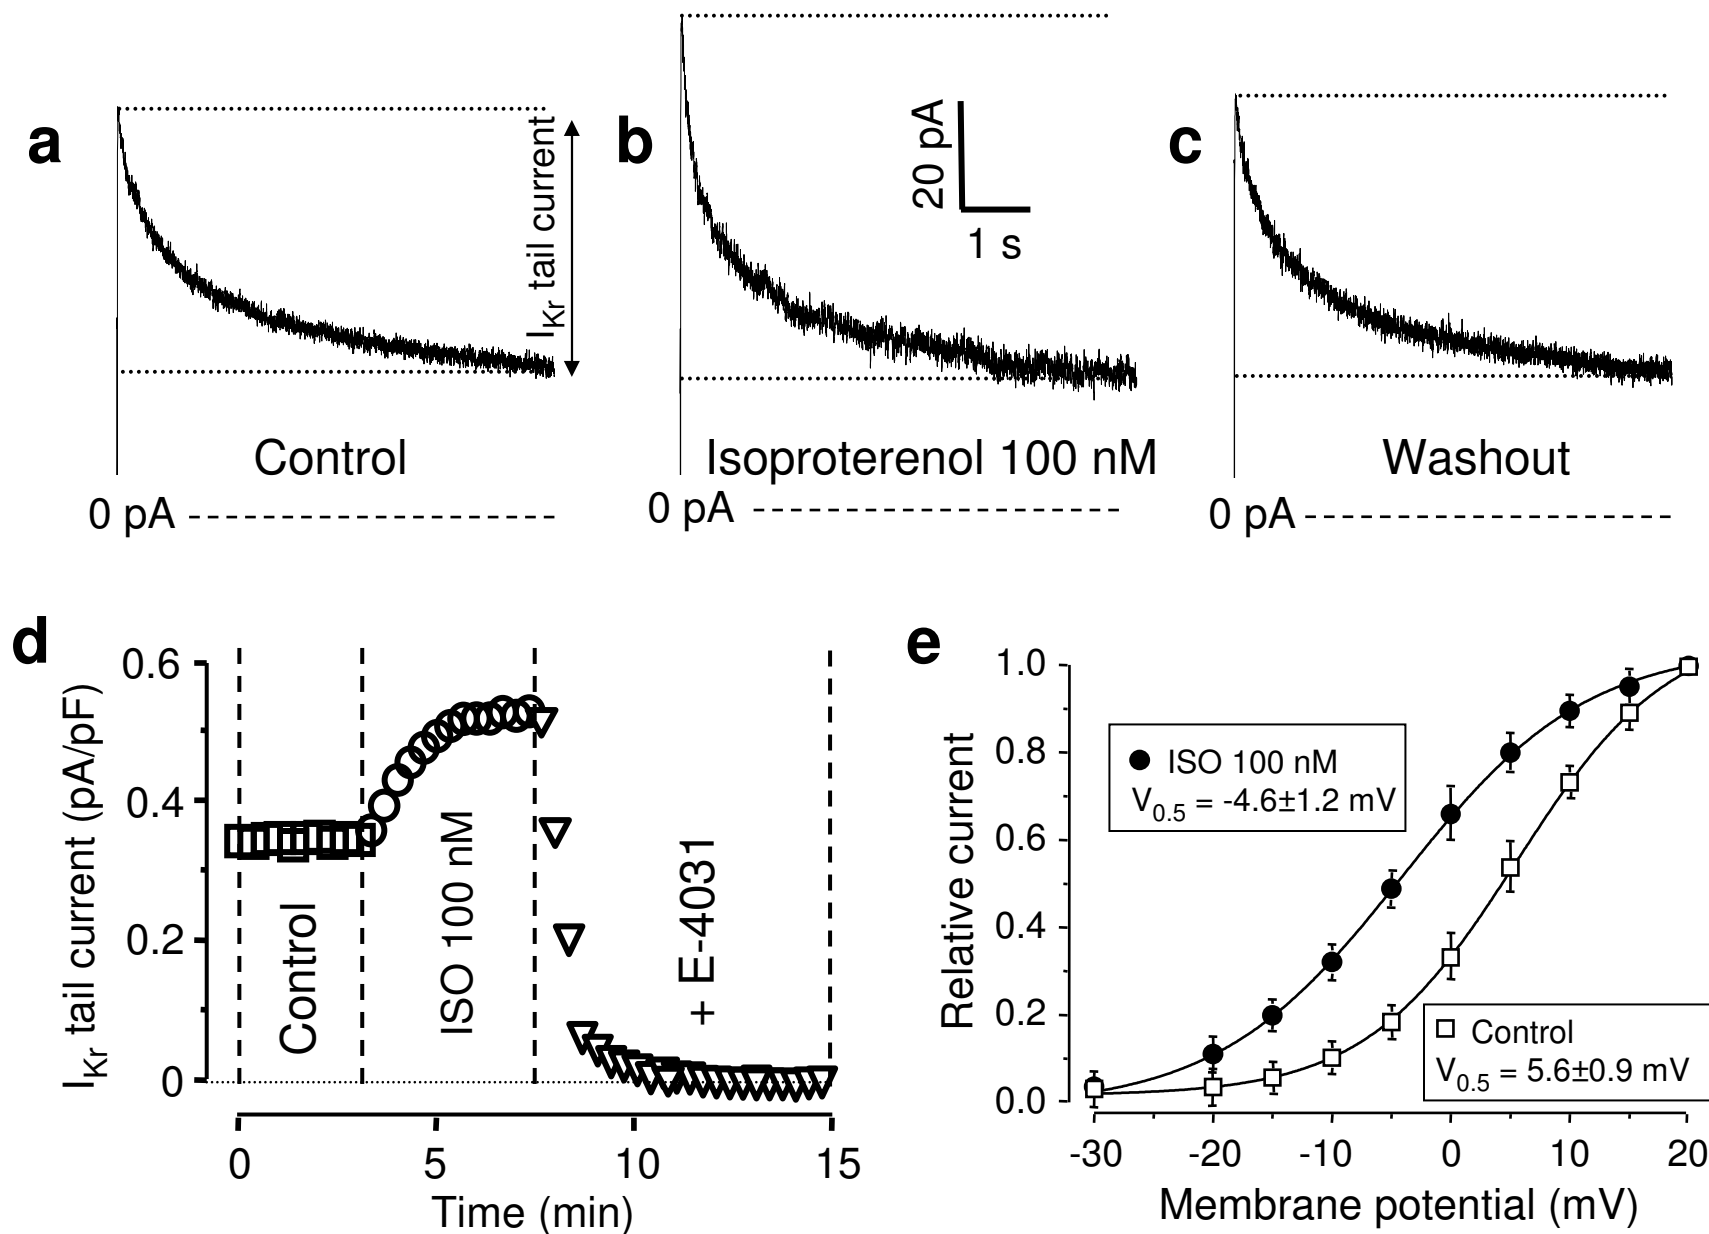 a
b
c
I_Kr tail current
20 pA
1 s
Control
Isoproterenol 100 nM
Washout
0 pA
0 pA
0 pA
d
I_Kr tail current (pA/pF)
0.6
0.4
0.2
0
Control
ISO 100 nM
+ E-4031
0 5 10 15
Time (min)
e
Relative current
1.0
0.8
0.6
0.4
0.2
0.0
ISO 100 nM
V_0.5 = -4.6±1.2 mV
Control
V_0.5 = 5.6±0.9 mV
-30 -20 -10 0 10 20
Membrane potential (mV)